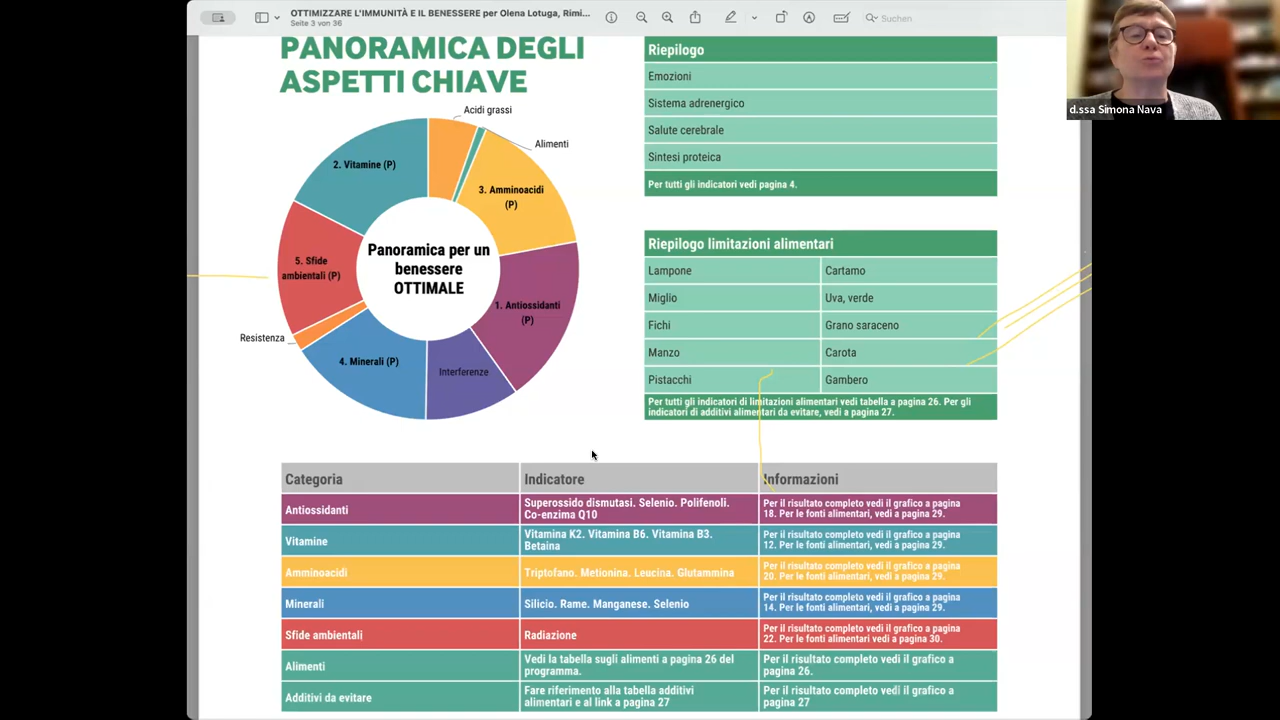 OTTIMIZZARE L'IMMUNITÀ E IL BENESSERE per Olena Lotuga, Rimi...
Seite 3 von 36
Suchen
d.ssa Simona Nava
PANORAMICA DEGLI
ASPETTI CHIAVE
Acidi grassi
Alimenti
2. Vitamine (P)
3. Amminoacidi
(P)
5. Sfide
ambientali (P)
Panoramica per un
benessere
OTTIMALE
1. Antiossidanti
(P)
Resistenza
4. Minerali (P)
Interferenze
Riepilogo
Emozioni
Sistema adrenergico
Salute cerebrale
Sintesi proteica
Per tutti gli indicatori vedi pagina 4.
Riepilogo limitazioni alimentari
Lampone Cartamo
Miglio Uva, verde
Fichi Grano saraceno
Manzo Carota
Pistacchi Gambero
Per tutti gli indicatori di limitazioni alimentari vedi tabella a pagina 26. Per gli
indicatori di additivi alimentari da evitare, vedi a pagina 27.
Categoria Indicatore Informazioni
Antiossidanti
Superossido dismutasi. Selenio. Polifenoli.
Co-enzima Q10
Per il risultato completo vedi il grafico a pagina
18. Per le fonti alimentari, vedi a pagina 29.
Vitamine
Vitamina K2. Vitamina B6. Vitamina B3.
Betaina
Per il risultato completo vedi il grafico a pagina
12. Per le fonti alimentari, vedi a pagina 29.
Amminoacidi
Triptofano. Metionina. Leucina. Glutammina
Per il risultato completo vedi il grafico a pagina
20. Per le fonti alimentari, vedi a pagina 29.
Minerali
Silicio. Rame. Manganese. Selenio
Per il risultato completo vedi il grafico a pagina
14. Per le fonti alimentari, vedi a pagina 29.
Sfide ambientali
Radiazione
Per il risultato completo vedi il grafico a pagina
22. Per le fonti alimentari vedi a pagina 30.
Alimenti
Vedi la tabella sugli alimenti a pagina 26 del
programma.
Per il risultato completo vedi il grafico a
pagina 26.
Additivi da evitare
Fare riferimento alla tabella additivi
alimentari e al link a pagina 27
Per il risultato completo vedi il grafico a
pagina 27